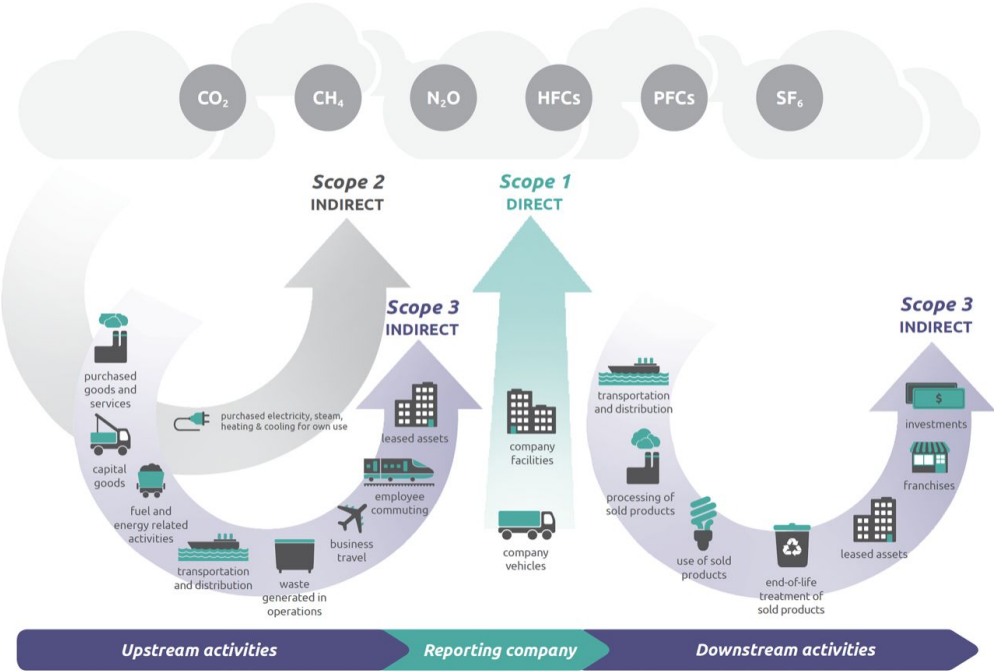 CO₂
CH₄
N₂O
HFCs
PFCs
SF₆
Scope 2
INDIRECT
Scope 1
DIRECT
Scope 3
INDIRECT
Scope 3
INDIRECT
purchased
goods and
services
capital
goods
fuel and
energy related
activities
transportation
and distribution
waste
generated in
operations
business
travel
employee
commuting
leased assets
purchased electricity, steam,
heating & cooling for own use
company
facilities
company
vehicles
transportation
and distribution
processing of
sold products
use of sold
products
end-of-life
treatment of
sold products
leased assets
franchises
$
investments
Upstream activities
Reporting company
Downstream activities